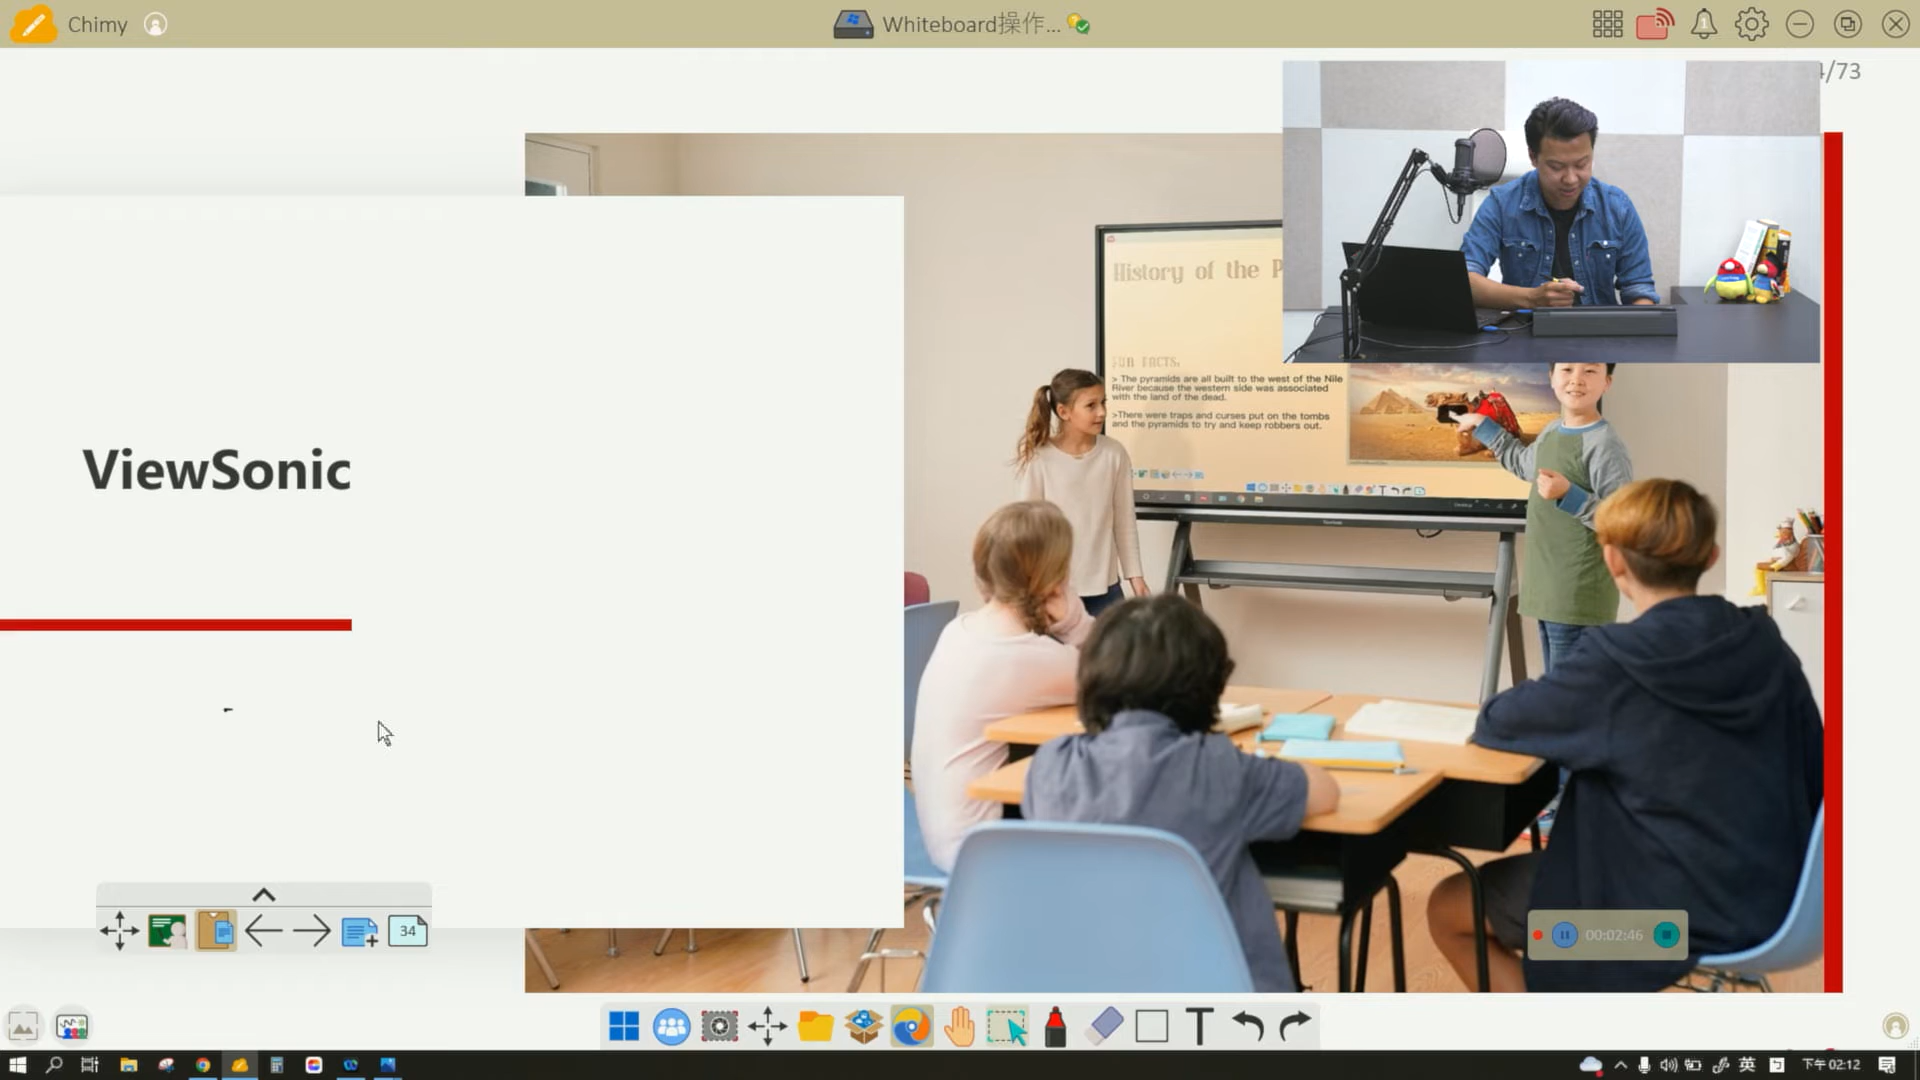 Chimy
Whiteboard操作...
1
/73
History of the P
FUN FACTS:
> The pyramids are all built to the west of the Nile
River because the western side was associated
with the land of the dead.
>There were traps and curses put on the tombs
and the pyramids to try and keep robbers out.
ViewSonic
34
00:02:46
T
英
下午 02:12